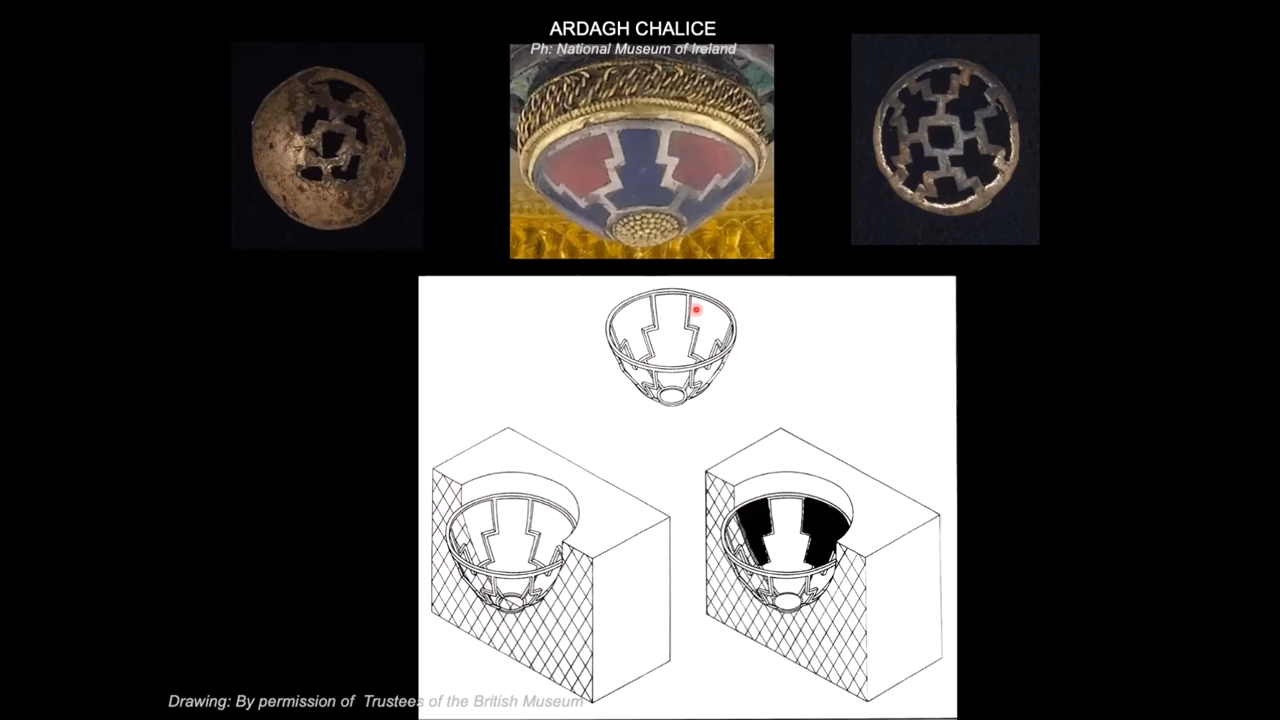 ARDAGH CHALICE
Ph: National Museum of Ireland
Drawing: By permission of Trustees of the British Museum